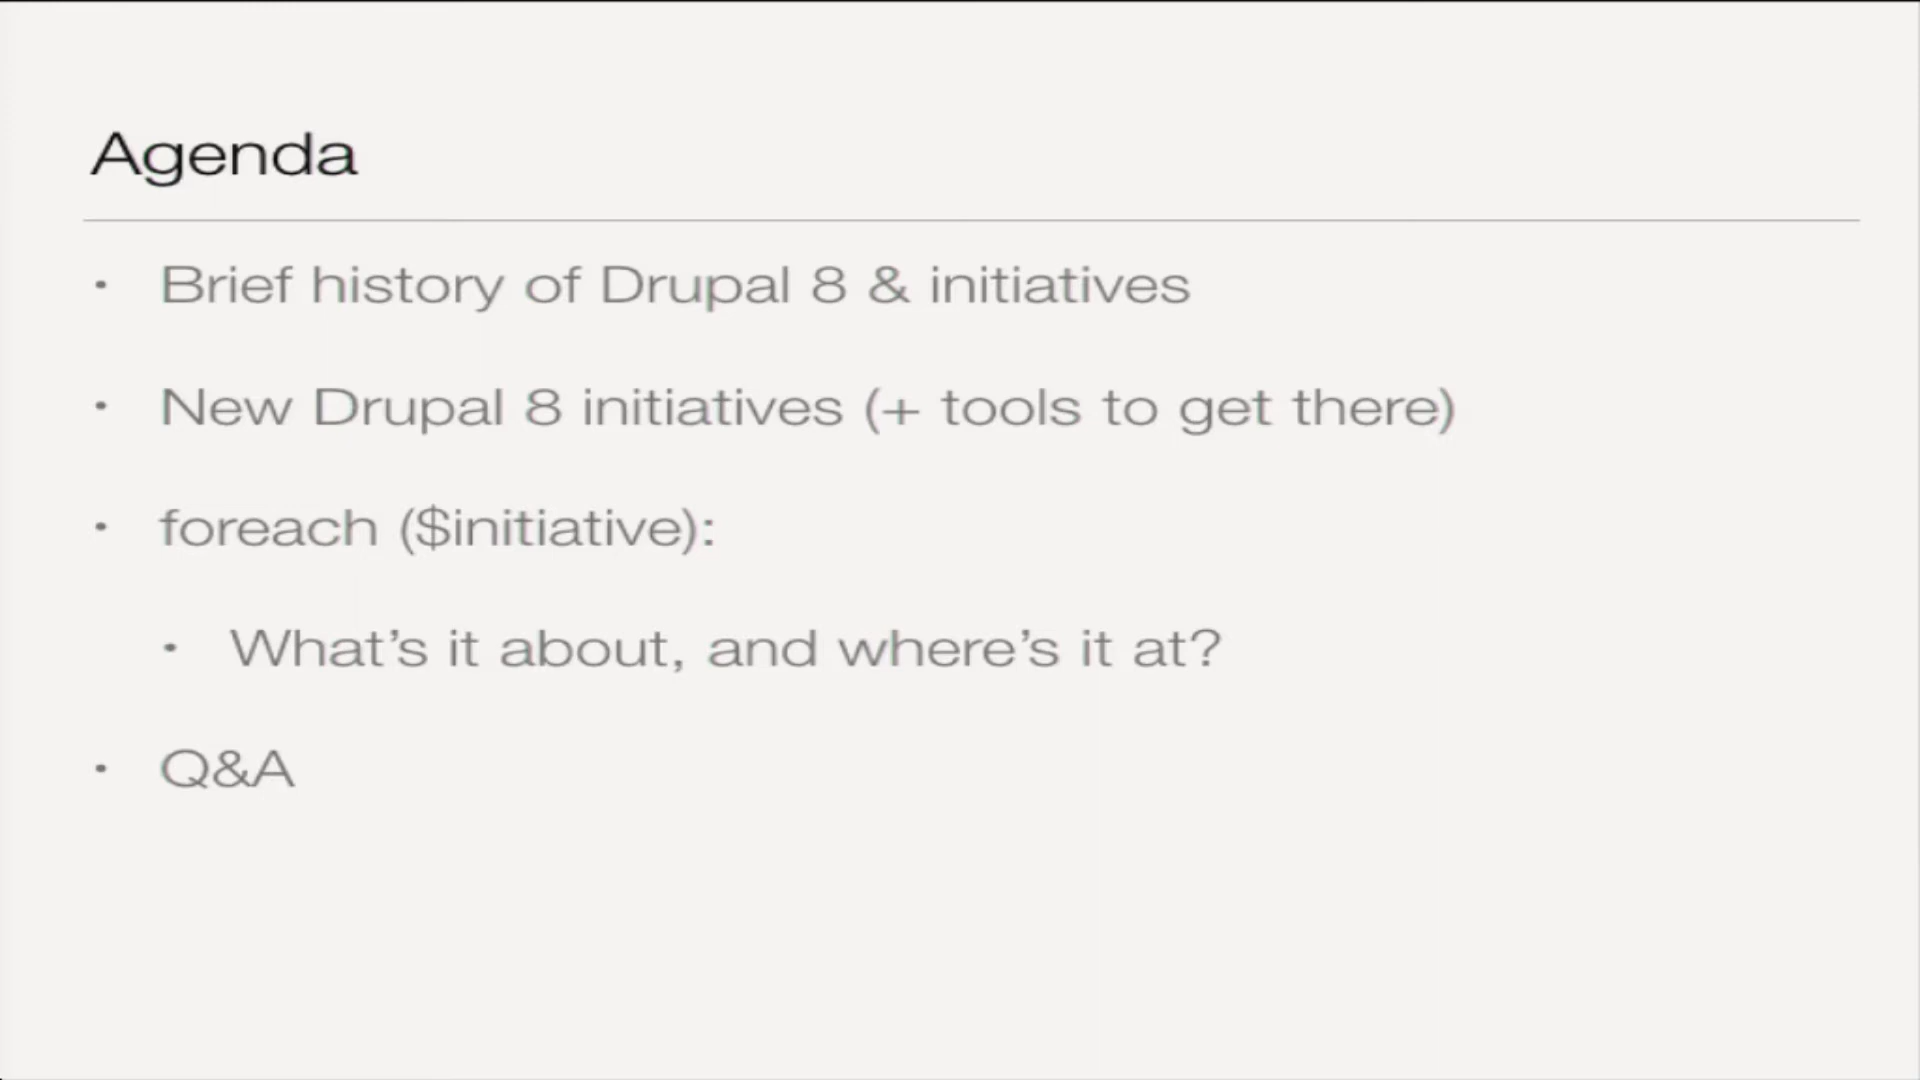 Agenda
Brief history of Drupal 8 & initiatives
New Drupal 8 initiatives (+ tools to get there)
foreach ($initiative):
What’s it about, and where’s it at?
Q&A